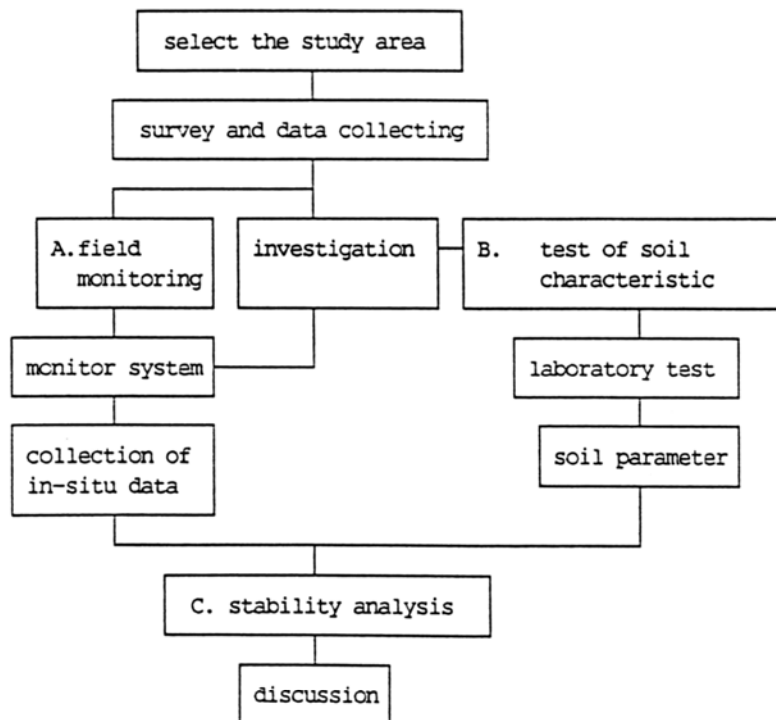 select the study area
survey and data collecting
A.field
monitoring
investigation
B. test of soil
characteristic
monitor system
laboratory test
collection of
in-situ data
soil parameter
C. stability analysis
discussion